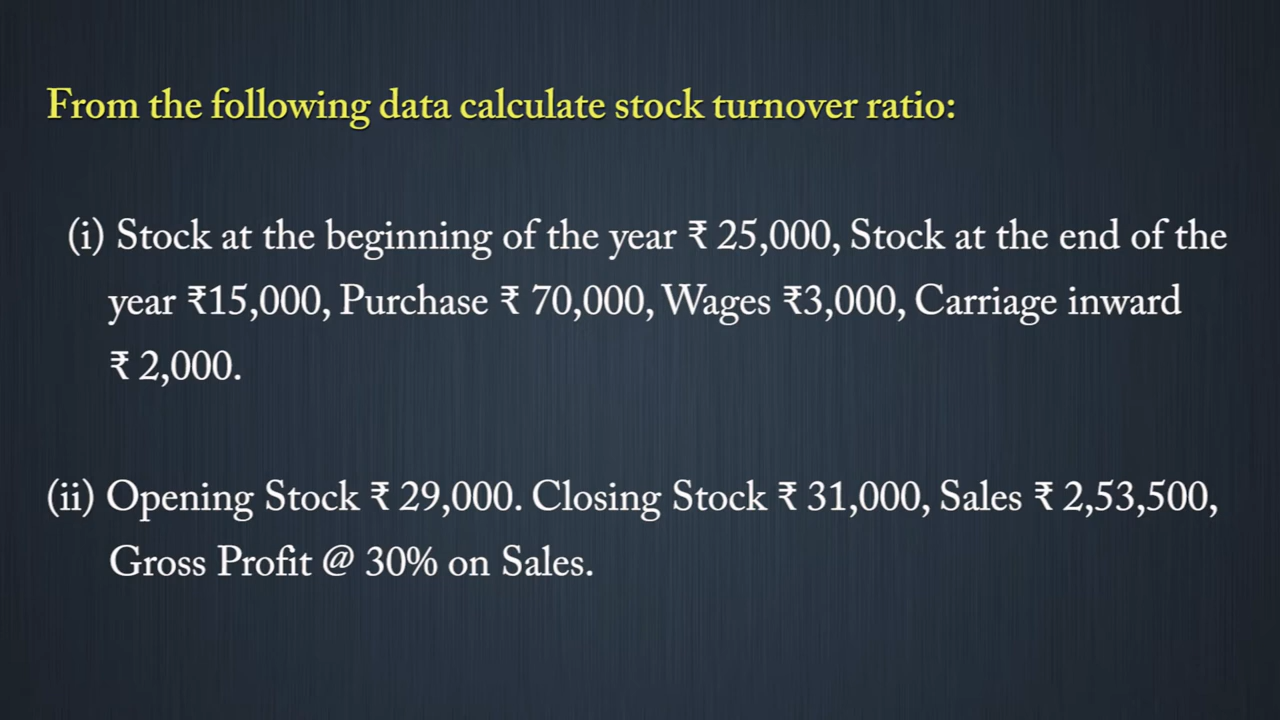 From the following data calculate stock turnover ratio:
(i) Stock at the beginning of the year ₹ 25,000, Stock at the end of the
year ₹15,000, Purchase ₹ 70,000, Wages ₹3,000, Carriage inward
₹ 2,000.
(ii) Opening Stock ₹ 29,000. Closing Stock ₹ 31,000, Sales ₹ 2,53,500,
Gross Profit @ 30% on Sales.